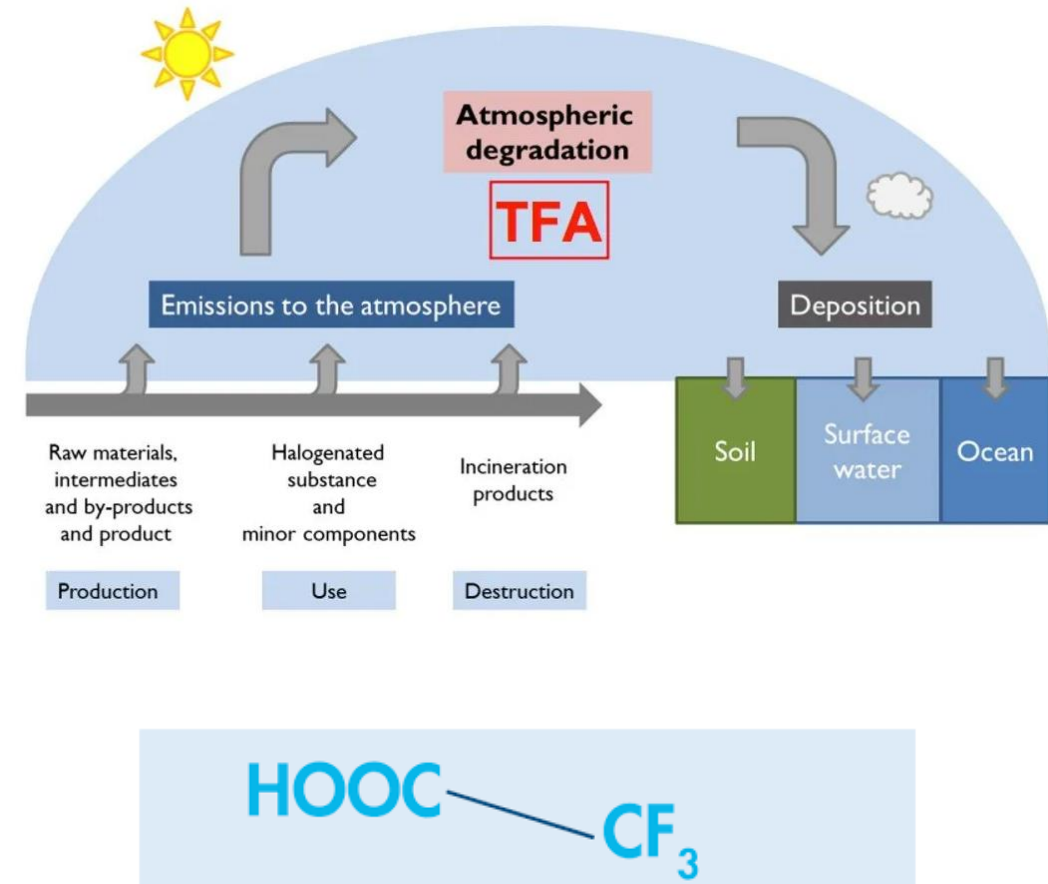 Atmospheric
degradation
TFA
Emissions to the atmosphere
Deposition
Raw materials,
intermediates
and by-products
and product
Halogenated
substance
and
minor components
Incineration
products
Soil
Surface
water
Ocean
Production
Use
Destruction
HOOC
CF₃